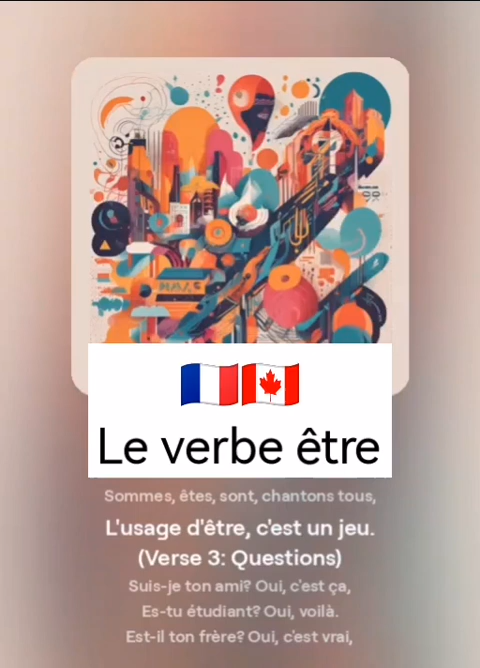 Le verbe être
Sommes, êtes, sont, chantons tous,
L'usage d'être, c'est un jeu.
(Verse 3: Questions)
Suis-je ton ami? Oui, c'est ça,
Es-tu étudiant? Oui, voilà.
Est-il ton frère? Oui, c'est vrai,